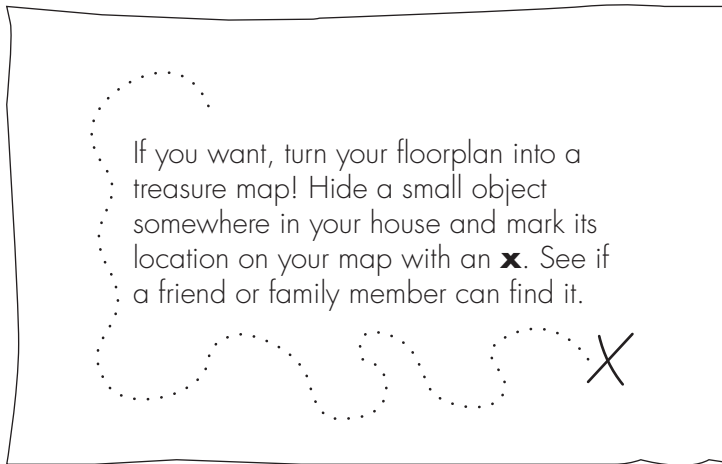 If you want, turn your floorplan into a
treasure map! Hide a small object
somewhere in your house and mark its
location on your map with an x. See if
a friend or family member can find it.